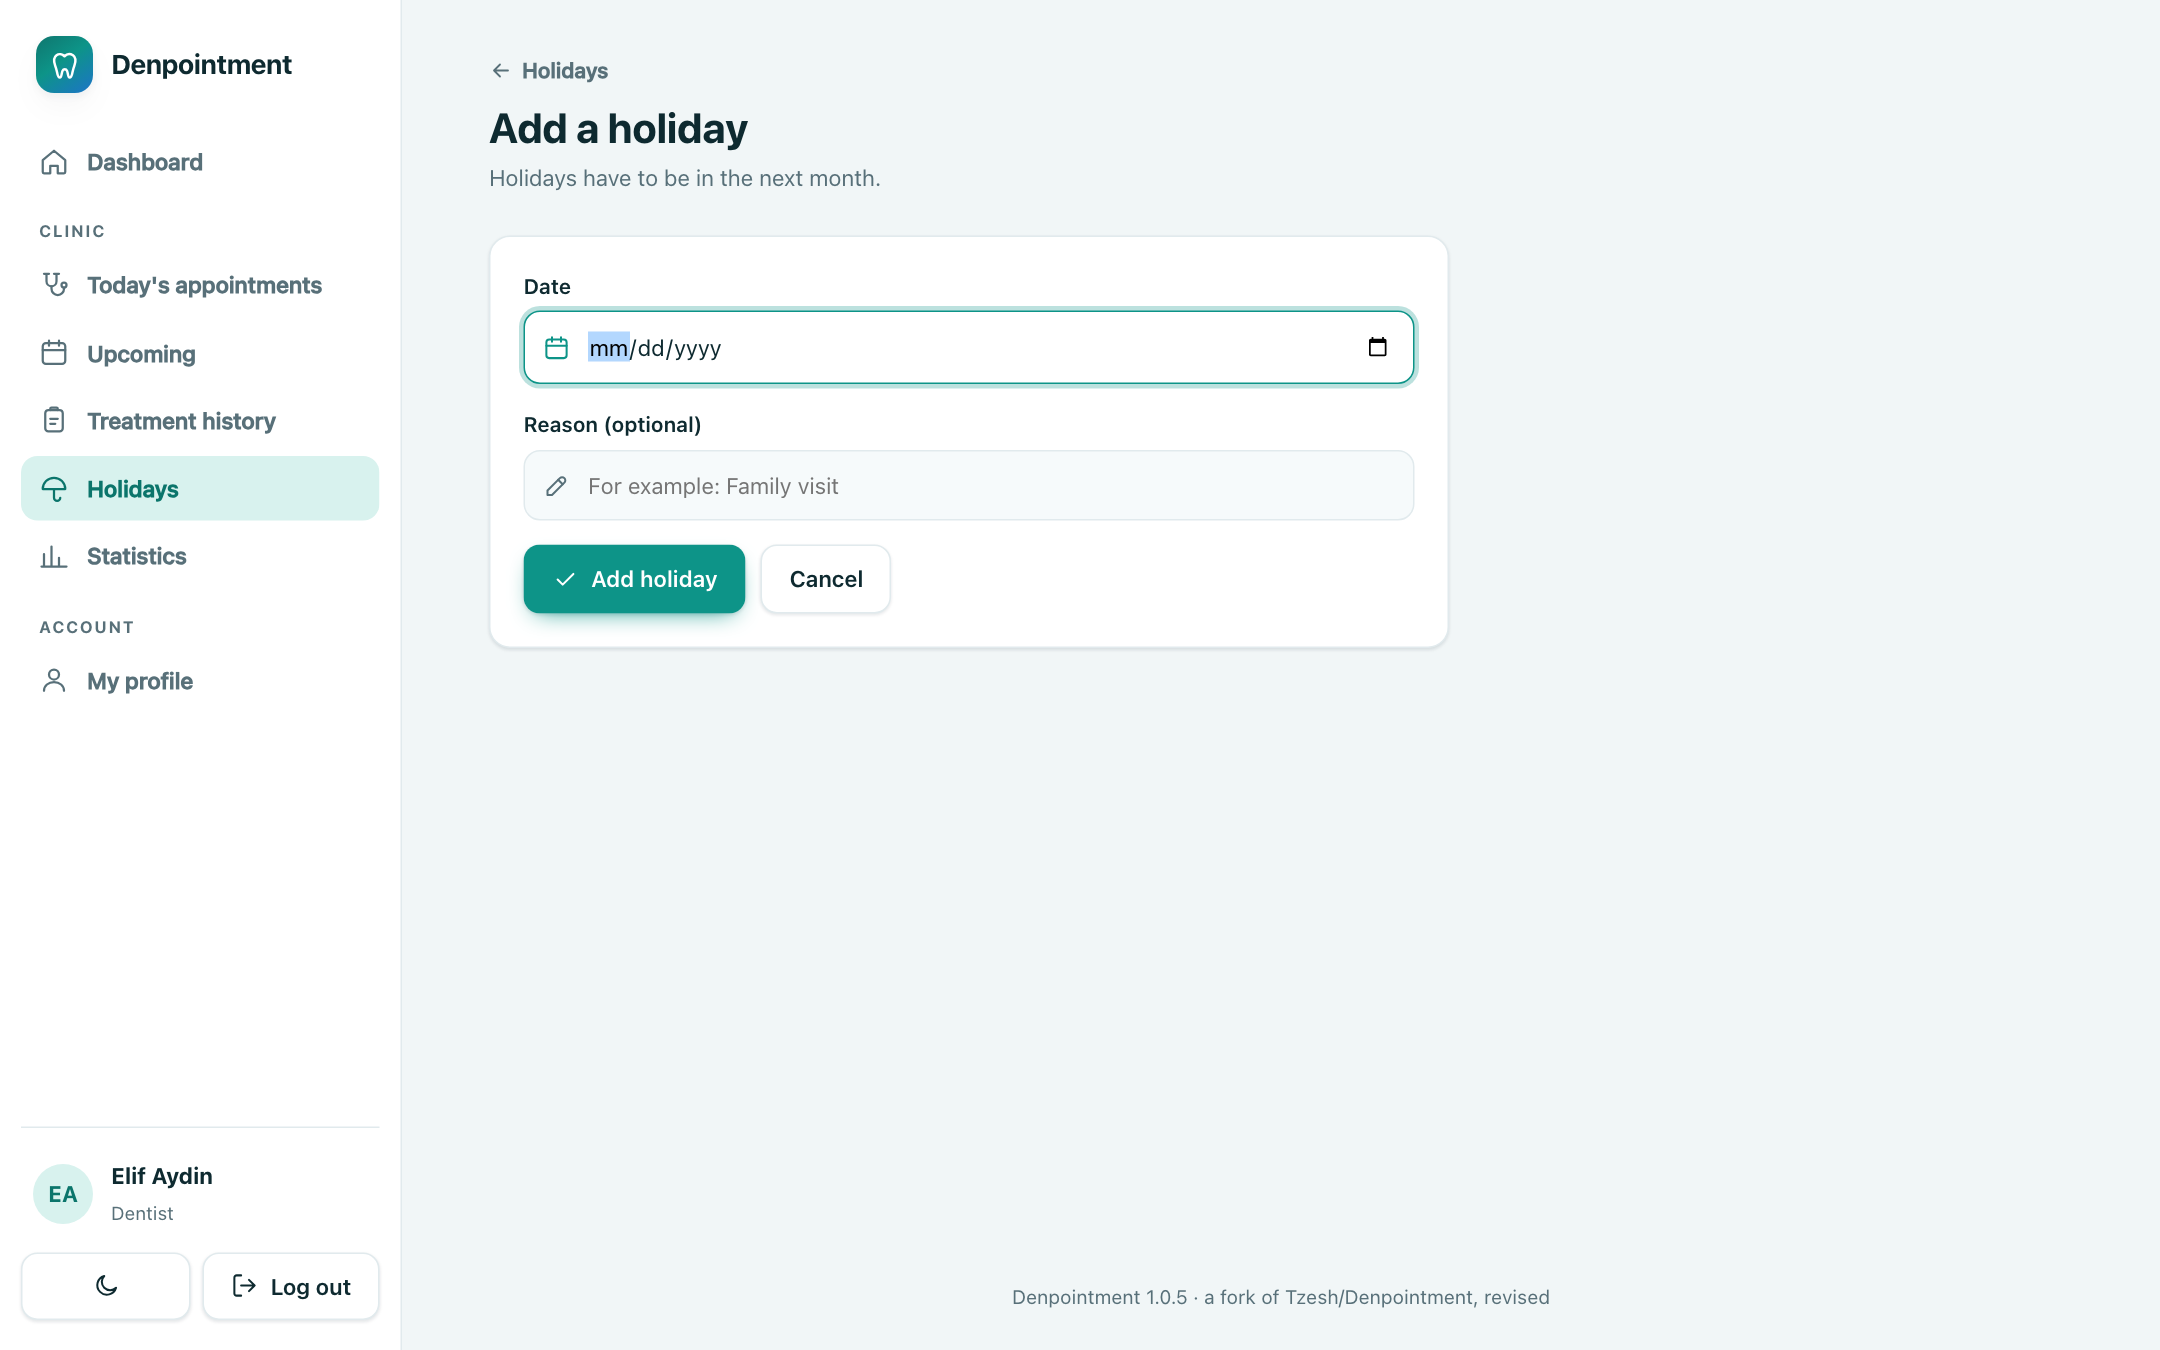 Denpointment
Dashboard
CLINIC
Today's appointments
Upcoming
Treatment history
Holidays
Statistics
ACCOUNT
My profile
EA
Elif Aydin
Dentist
Log out
Holidays
Add a holiday
Holidays have to be in the next month.
Date
mm/dd/yyyy
Reason (optional)
For example: Family visit
Add holiday
Cancel
Denpointment 1.0.5 · a fork of Tzesh/Denpointment, revised